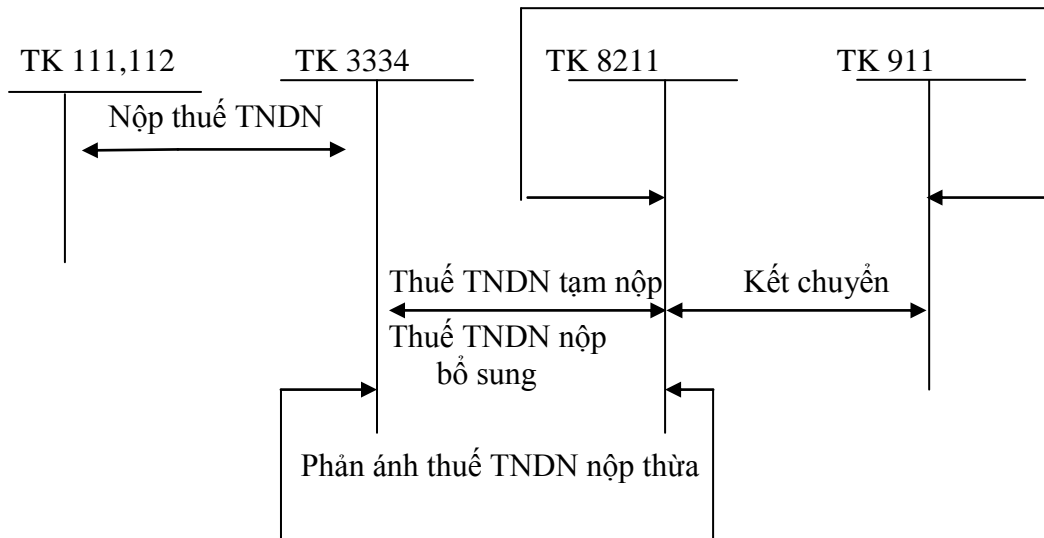 TK 111,112
TK 3334
TK 8211
TK 911
Nộp thuế TNDN
Thuế TNDN tạm nộp
Kết chuyển
Thuế TNDN nộp
bổ sung
Phản ánh thuế TNDN nộp thừa